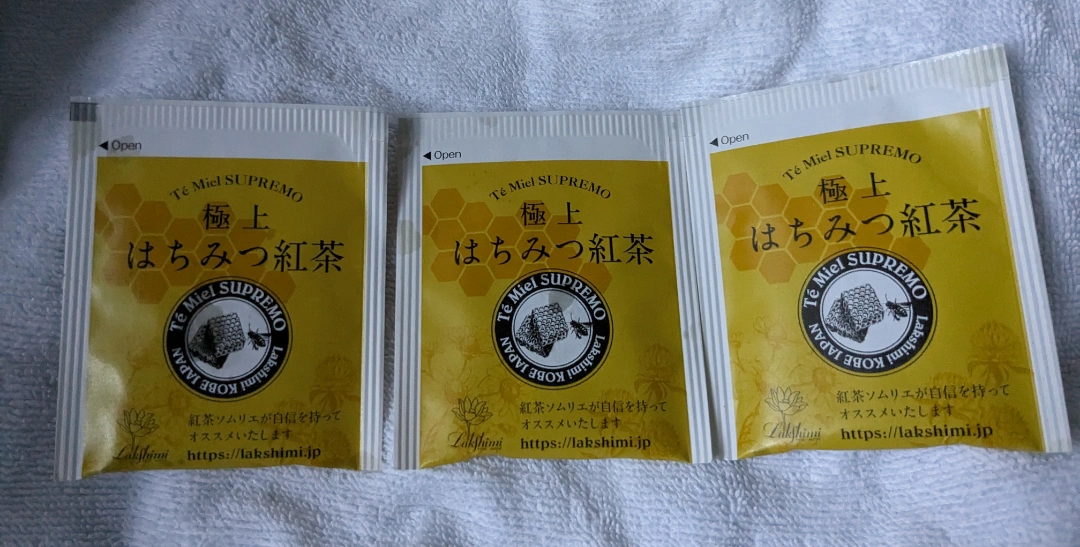 ◀ Open
Té Miel SUPREMO
極上
はちみつ紅茶
Té Miel SUPREMO
Lakshimi KOBE JAPAN
紅茶ソムリエが自信を持って
オススメいたします
Lakshimi
https://lakshimi.jp
◀ Open
Té Miel SUPREMO
極上
はちみつ紅茶
Té Miel SUPREMO
Lakshimi KOBE JAPAN
紅茶ソムリエが自信を持って
オススメいたします
Lakshimi
https://lakshimi.jp
◀ Open
Té Miel SUPREMO
極上
はちみつ紅茶
Té Miel SUPREMO
Lakshimi KOBE JAPAN
紅茶ソムリエが自信を持って
オススメいたします
Lakshimi
https://lakshimi.jp